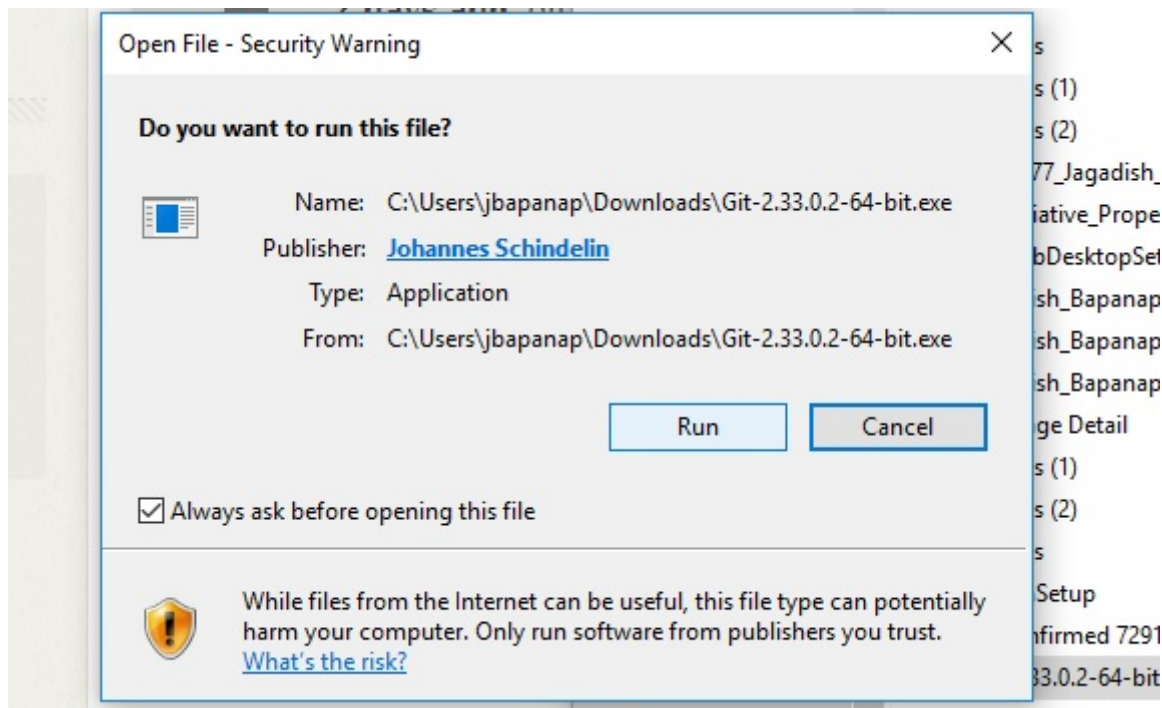 Open File - Security Warning
Do you want to run this file?
Name: C:\Users\jbapanap\Downloads\Git-2.33.0.2-64-bit.exe
Publisher: Johannes Schindelin
Type: Application
From: C:\Users\jbapanap\Downloads\Git-2.33.0.2-64-bit.exe
Run Cancel
Always ask before opening this file
While files from the Internet can be useful, this file type can potentially
harm your computer. Only run software from publishers you trust.
What's the risk?
s
s (1)
s (2)
77_Jagadish_
iative_Prope
bDesktopSet
ish_Bapanap
ish_Bapanap
ish_Bapanap
ge Detail
s (1)
s (2)
s
Setup
nfirmed 7291
33.0.2-64-bit